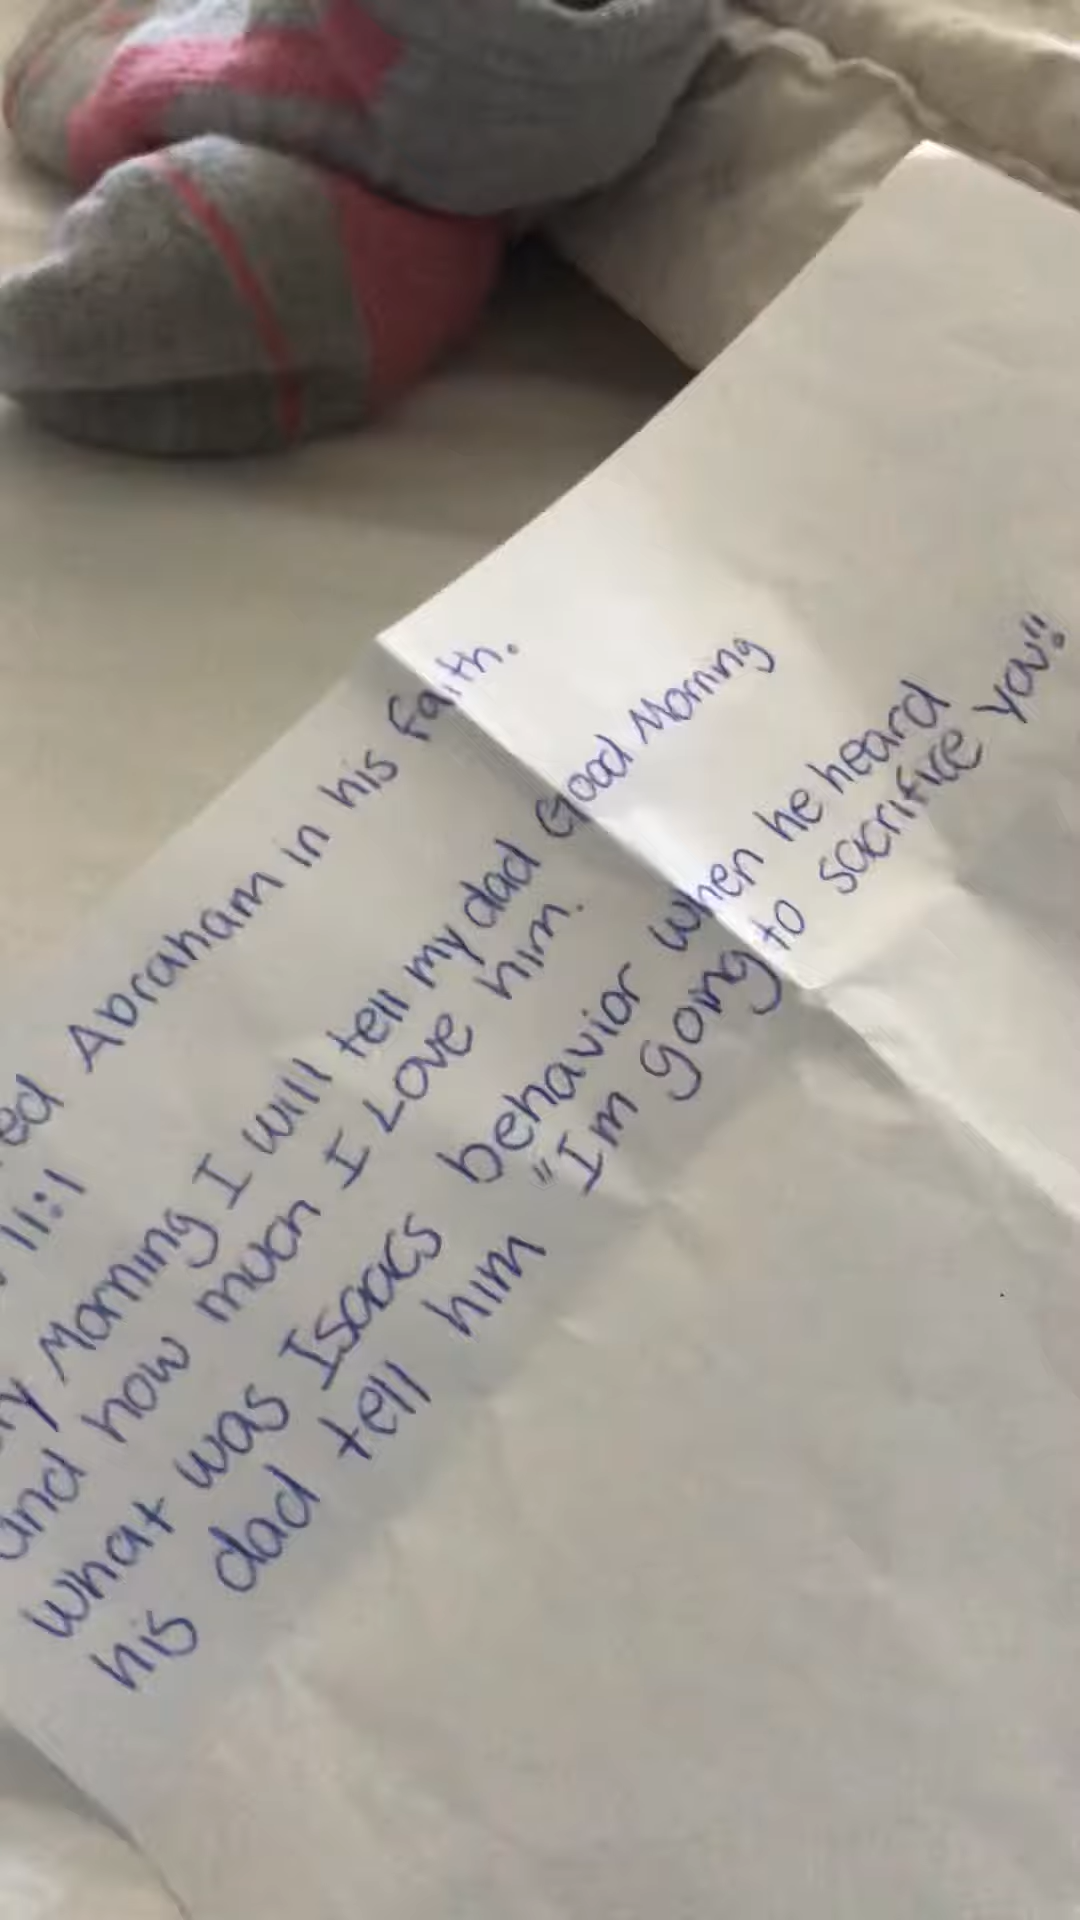 Abraham in his Faith.
11:1
Morning I will tell my dad Good Morning
and how much I Love him.
what was Isaacs behavior when he heard
his dad tell him "Im going to sacrifice you"